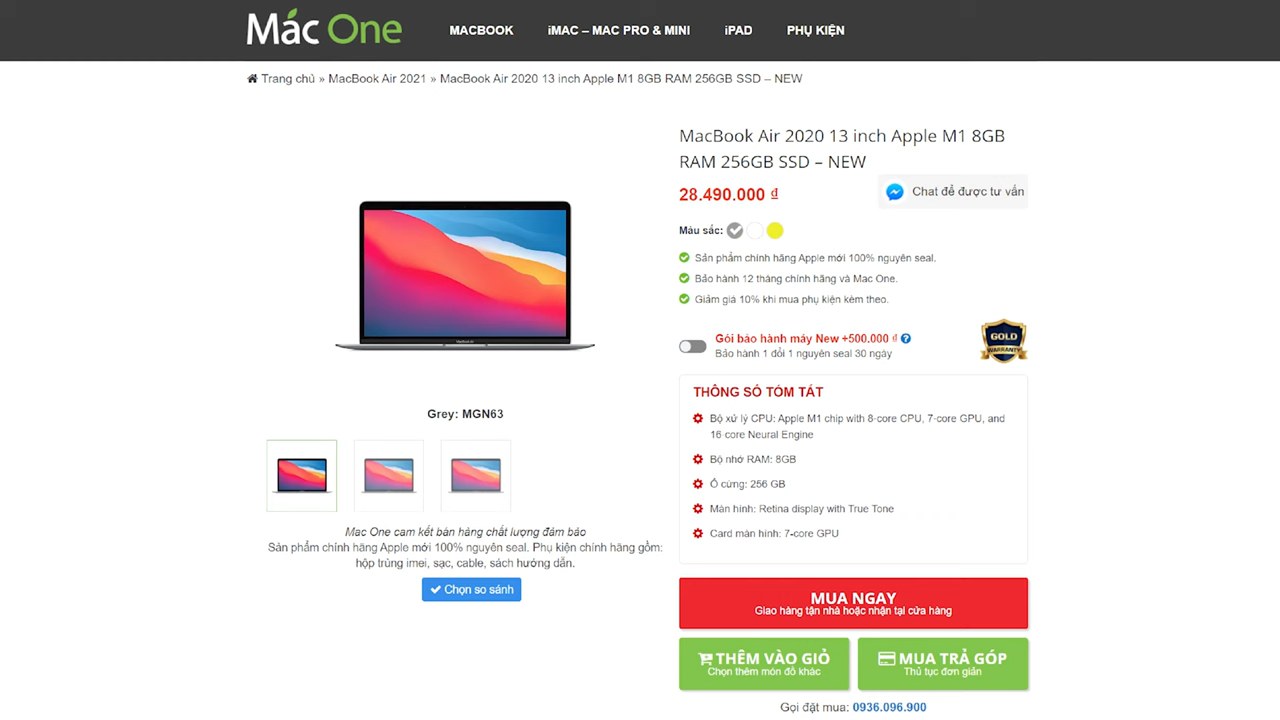 Mác One
MACBOOK
iMAC – MAC PRO & MINI
iPAD
PHỤ KIỆN
Trang chủ » MacBook Air 2021 » MacBook Air 2020 13 inch Apple M1 8GB RAM 256GB SSD – NEW
MacBook Air 2020 13 inch Apple M1 8GB
RAM 256GB SSD – NEW
28.490.000 ₫
Chat để được tư vấn
Màu sắc:
Sản phẩm chính hãng Apple mới 100% nguyên seal.
Bảo hành 12 tháng chính hãng và Mac One.
Giảm giá 10% khi mua phụ kiện kèm theo.
Gói bảo hành máy New +500.000 ₫
Bảo hành 1 đổi 1 nguyên seal 30 ngày
GOLD
WARRANTY
Grey: MGN63
Mac One cam kết bán hàng chất lượng đảm bảo
Sản phẩm chính hãng Apple mới 100% nguyên seal. Phụ kiện chính hãng gồm:
hộp trùng imei, sạc, cable, sách hướng dẫn.
Chọn so sánh
THÔNG SỐ TÓM TẮT
Bộ xử lý CPU: Apple M1 chip with 8-core CPU, 7-core GPU, and
16-core Neural Engine
Bộ nhớ RAM: 8GB
Ổ cứng: 256 GB
Màn hình: Retina display with True Tone
Card màn hình: 7-core GPU
MUA NGAY
Giao hàng tận nhà hoặc nhận tại cửa hàng
THÊM VÀO GIỎ
Chọn thêm món đồ khác
MUA TRẢ GÓP
Thủ tục đơn giản
Gọi đặt mua: 0936.096.900